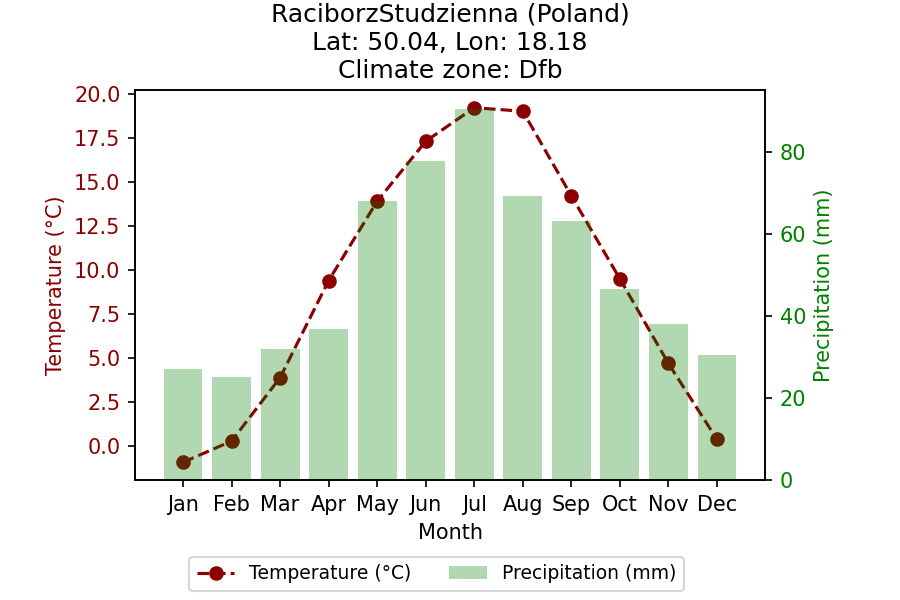 RaciborzStudzienna (Poland)
Lat: 50.04, Lon: 18.18
Climate zone: Dfb
20.0
17.5
15.0
12.5
10.0
7.5
5.0
2.5
0.0
Temperature (°C)
80
60
40
20
0
Precipitation (mm)
Jan Feb Mar Apr May Jun Jul Aug Sep Oct Nov Dec
Month
Temperature (°C) Precipitation (mm)